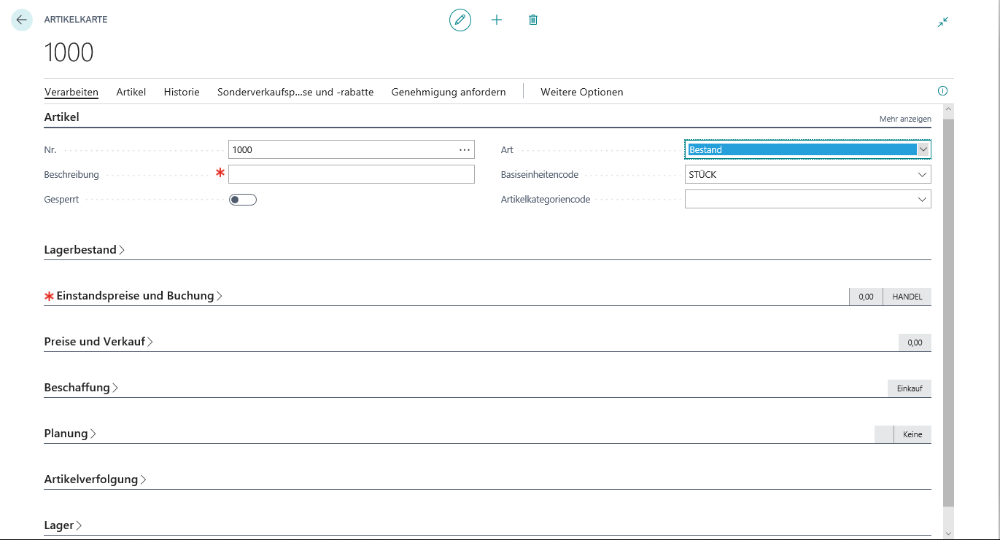 ARTIKELKARTE
1000
Verarbeiten Artikel Historie Sonderverkaufsp...se und -rabatte Genehmigung anfordern Weitere Optionen
Artikel Mehr anzeigen
Nr. 1000 Art Bestand
Beschreibung * Basiseinheitencode STÜCK
Gesperrt Artikelkategoriencode
Lagerbestand
* Einstandspreise und Buchung 0,00 HANDEL
Preise und Verkauf 0,00
Beschaffung Einkauf
Planung Keine
Artikelverfolgung
Lager